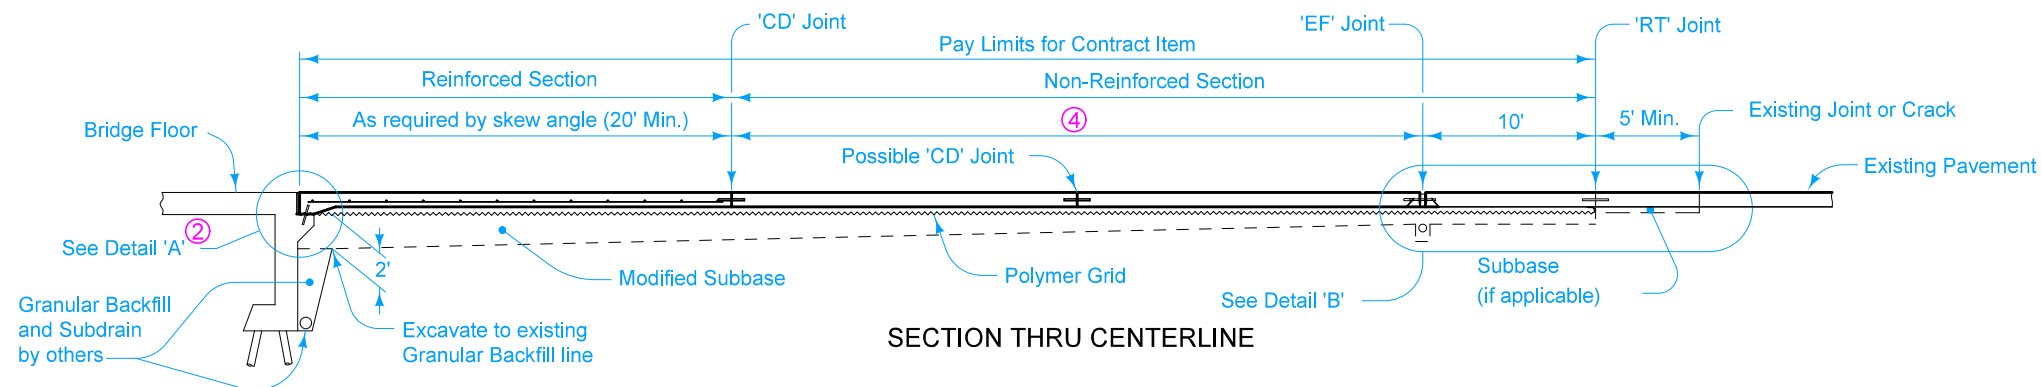 'CD' Joint
'EF' Joint
'RT' Joint
Pay Limits for Contract Item
Reinforced Section
Non-Reinforced Section
As required by skew angle (20' Min.)
4
10'
5' Min.
Existing Joint or Crack
Bridge Floor
Possible 'CD' Joint
Existing Pavement
2
See Detail 'A'
2'
Modified Subbase
Polymer Grid
Subbase
(if applicable)
See Detail 'B'
Granular Backfill
and Subdrain
by others
Excavate to existing
Granular Backfill line
SECTION THRU CENTERLINE